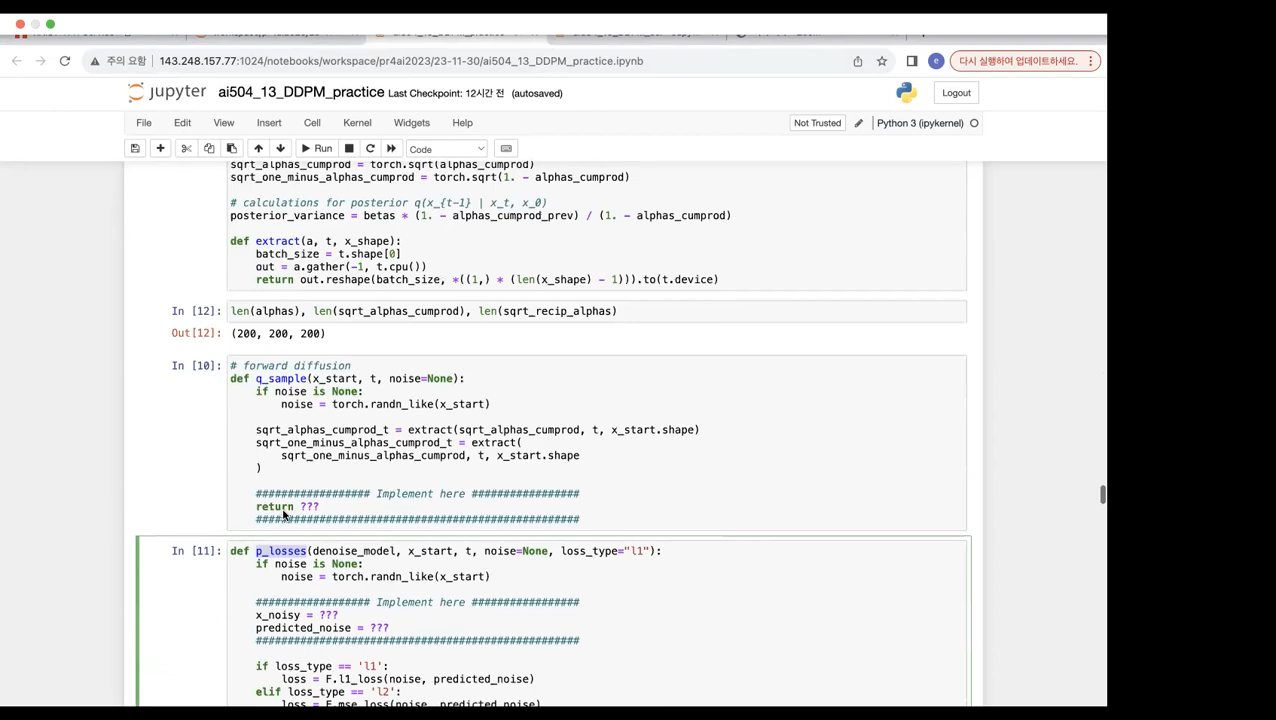 주의 요함
143.248.157.77:1024/notebooks/workspace/pr4ai2023/23-11-30/ai504_13_DDPM_practice.ipynb
e
다시 실행하여 업데이트하세요.
jupyter ai504_13_DDPM_practice Last Checkpoint: 12시간 전 (autosaved)
Logout
File Edit View Insert Cell Kernel Widgets Help
Not Trusted
Python 3 (ipykernel)
Run
Code
sqrt_alphas_cumprod = torch.sqrt(alphas_cumprod)
sqrt_one_minus_alphas_cumprod = torch.sqrt(1. - alphas_cumprod)
# calculations for posterior q(x_{t-1} | x_t, x_0)
posterior_variance = betas * (1. - alphas_cumprod_prev) / (1. - alphas_cumprod)
def extract(a, t, x_shape):
batch_size = t.shape[0]
out = a.gather(-1, t.cpu())
return out.reshape(batch_size, *((1,) * (len(x_shape) - 1))).to(t.device)
In [12]: len(alphas), len(sqrt_alphas_cumprod), len(sqrt_recip_alphas)
Out[12]: (200, 200, 200)
In [10]: # forward diffusion
def q_sample(x_start, t, noise=None):
if noise is None:
noise = torch.randn_like(x_start)
sqrt_alphas_cumprod_t = extract(sqrt_alphas_cumprod, t, x_start.shape)
sqrt_one_minus_alphas_cumprod_t = extract(
sqrt_one_minus_alphas_cumprod, t, x_start.shape
)
################## Implement here #################
return ???
###################################################
In [11]: def p_losses(denoise_model, x_start, t, noise=None, loss_type="l1"):
if noise is None:
noise = torch.randn_like(x_start)
################## Implement here #################
x_noisy = ???
predicted_noise = ???
###################################################
if loss_type == 'l1':
loss = F.l1_loss(noise, predicted_noise)
elif loss_type == 'l2':
loss = F.mse_loss(noise, predicted_noise)